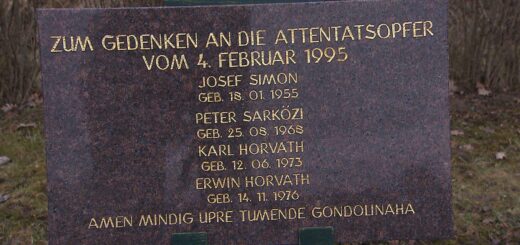 ZUM GEDENKEN AN DIE ATTENTATSOPFER
VOM 4. FEBRUAR 1995
JOSEF SIMON
GEB. 18. 01. 1955
PETER SARKÖZI
GEB. 25. 08. 1968
KARL HORVATH
GEB. 12. 06. 1973
ERWIN HORVATH
GEB. 14. 11. 1976
AMEN MINDIG UPRE TUMENDE GONDOLINAHA